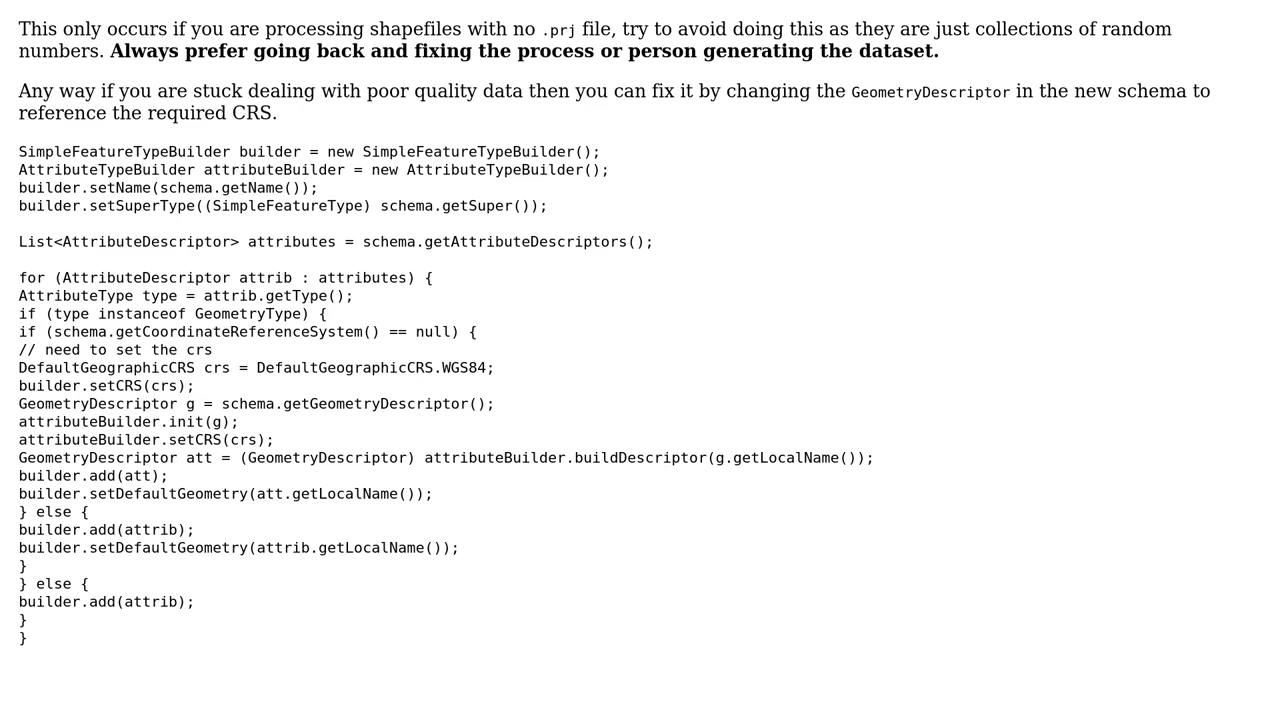 This only occurs if you are processing shapefiles with no .prj file, try to avoid doing this as they are just collections of random
numbers. Always prefer going back and fixing the process or person generating the dataset.
Any way if you are stuck dealing with poor quality data then you can fix it by changing the GeometryDescriptor in the new schema to
reference the required CRS.
SimpleFeatureTypeBuilder builder = new SimpleFeatureTypeBuilder();
AttributeTypeBuilder attributeBuilder = new AttributeTypeBuilder();
builder.setName(schema.getName());
builder.setSuperType((SimpleFeatureType) schema.getSuper());
List<AttributeDescriptor> attributes = schema.getAttributeDescriptors();
for (AttributeDescriptor attrib : attributes) {
AttributeType type = attrib.getType();
if (type instanceof GeometryType) {
if (schema.getCoordinateReferenceSystem() == null) {
// need to set the crs
DefaultGeographicCRS crs = DefaultGeographicCRS.WGS84;
builder.setCRS(crs);
GeometryDescriptor g = schema.getGeometryDescriptor();
attributeBuilder.init(g);
attributeBuilder.setCRS(crs);
GeometryDescriptor att = (GeometryDescriptor) attributeBuilder.buildDescriptor(g.getLocalName());
builder.add(att);
builder.setDefaultGeometry(att.getLocalName());
} else {
builder.add(attrib);
builder.setDefaultGeometry(attrib.getLocalName());
}
} else {
builder.add(attrib);
}
}